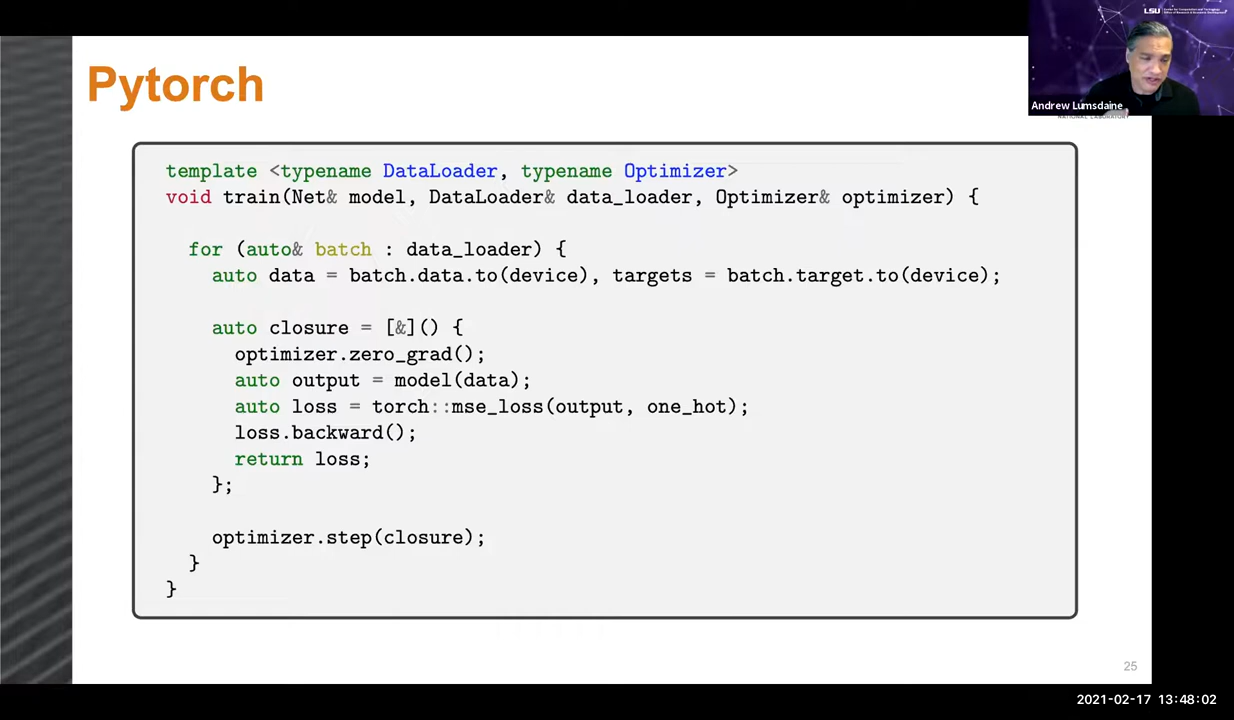 LSU
Pytorch
Andrew Lumsdaine
template <typename DataLoader, typename Optimizer>
void train(Net& model, DataLoader& data_loader, Optimizer& optimizer) {
for (auto& batch : data_loader) {
auto data = batch.data.to(device), targets = batch.target.to(device);
auto closure = [&]() {
optimizer.zero_grad();
auto output = model(data);
auto loss = torch::mse_loss(output, one_hot);
loss.backward();
return loss;
};
optimizer.step(closure);
}
}
25
2021-02-17 13:48:02